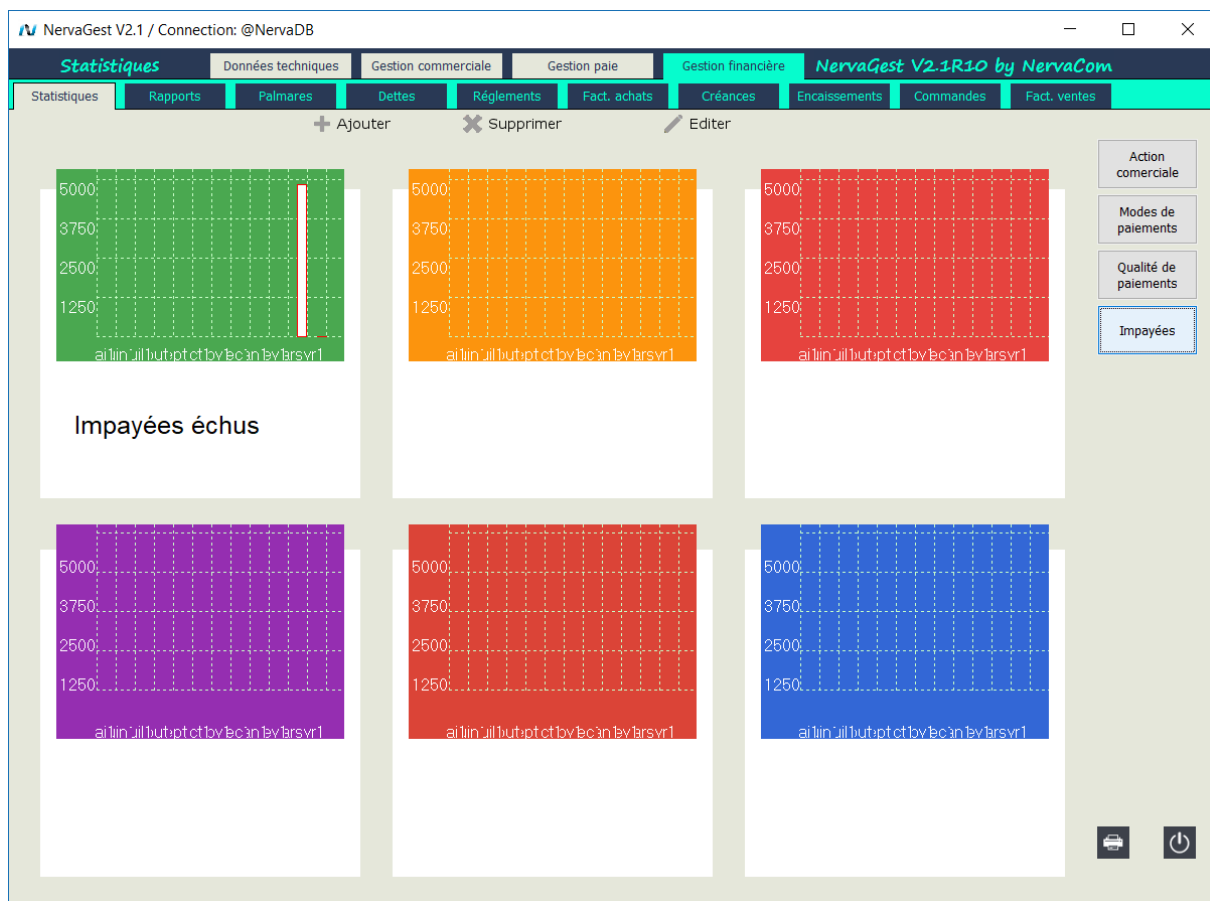 NervaGest V2.1 / Connection: @NervaDB
Statistiques Données techniques Gestion commerciale Gestion paie Gestion financière NervaGest V2.1R10 by NervaCom
Statistiques Rapports Palmares Dettes Réglements Fact. achats Créances Encaissements Commandes Fact. ventes
Ajouter Supprimer Editer
Action
comerciale
Modes de
paiements
Qualité de
paiements
Impayées
5000
3750
2500
1250
Impayées échus
5000
3750
2500
1250
5000
3750
2500
1250
5000
3750
2500
1250
5000
3750
2500
1250
5000
3750
2500
1250